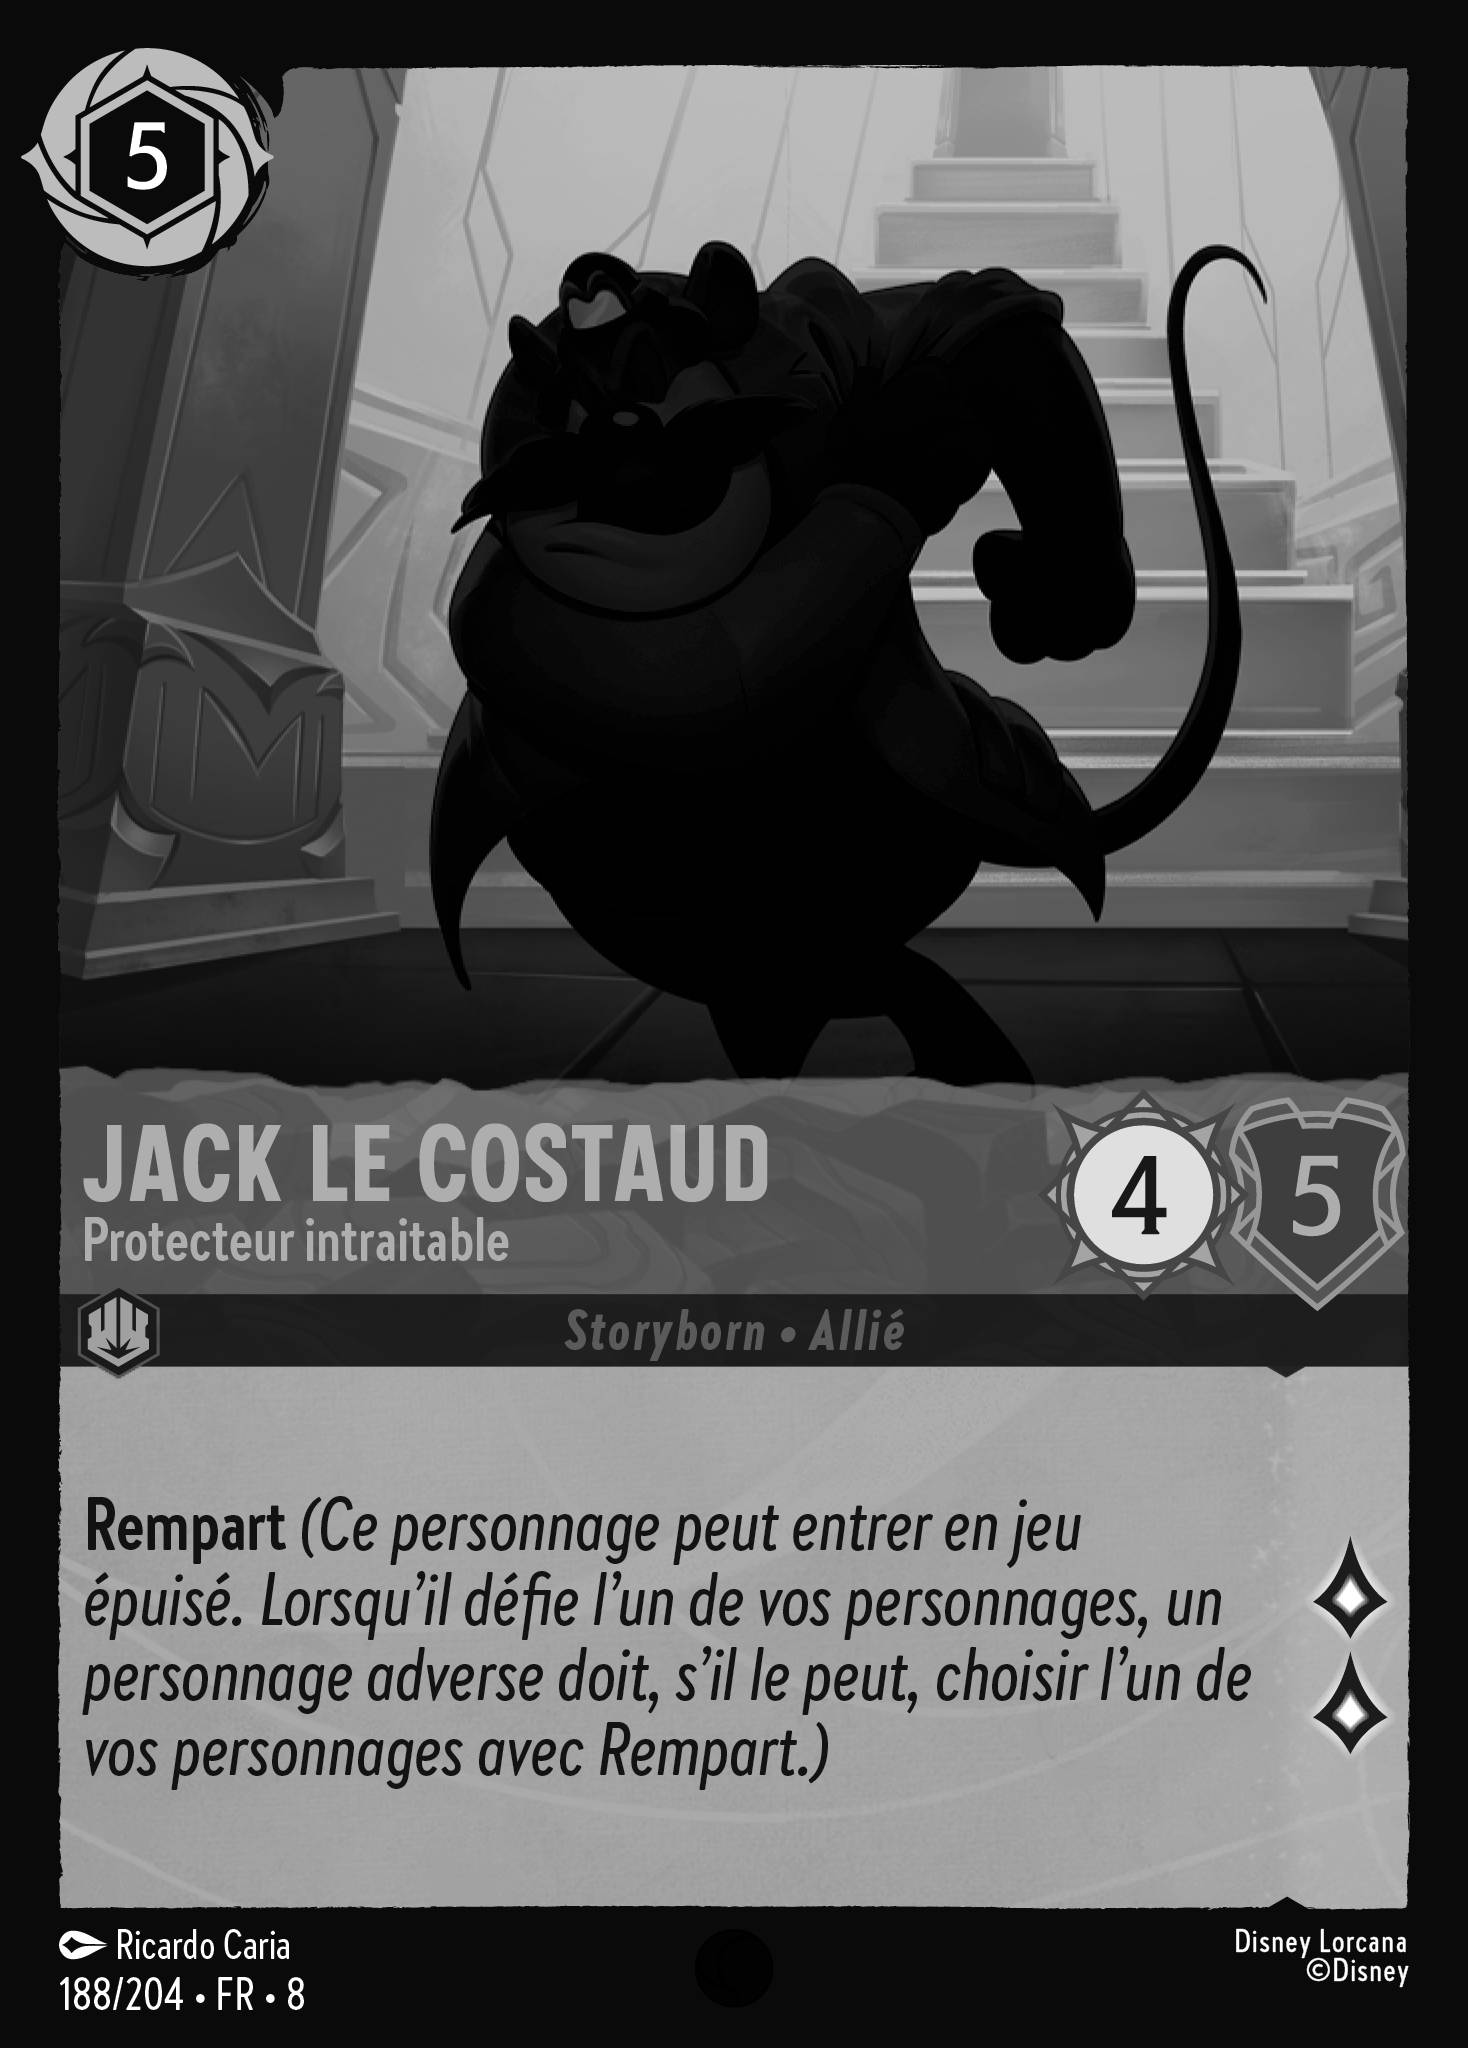 5
M
JACK LE COSTAUD
Protecteur intraitable
4
5
Storyborn • Allié
Rempart (Ce personnage peut entrer en jeu
épuisé. Lorsqu'il défie l'un de vos personnages, un
personnage adverse doit, s'il le peut, choisir l'un de
vos personnages avec Rempart.)
Ricardo Caria
188/204 • FR • 8
Disney Lorcana
©Disney